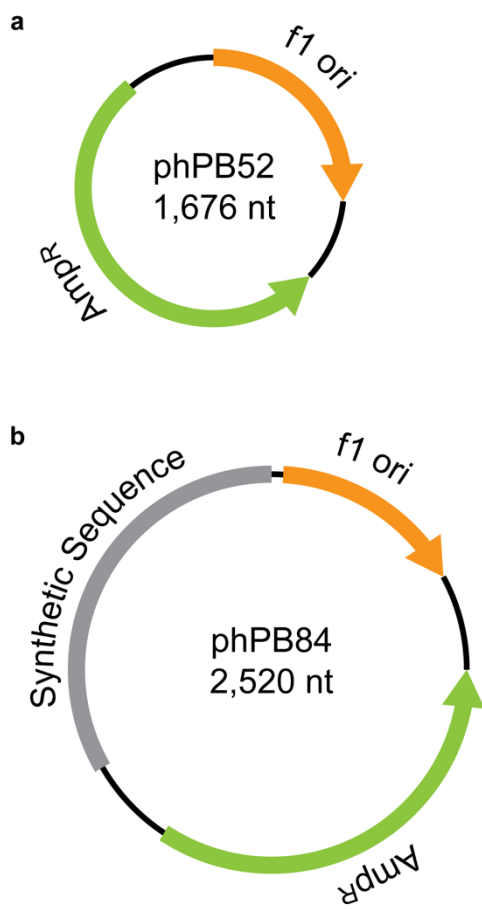 a
f1 ori
phPB52
1,676 nt
AmpR
b
f1 ori
Synthetic Sequence
phPB84
2,520 nt
AmpR